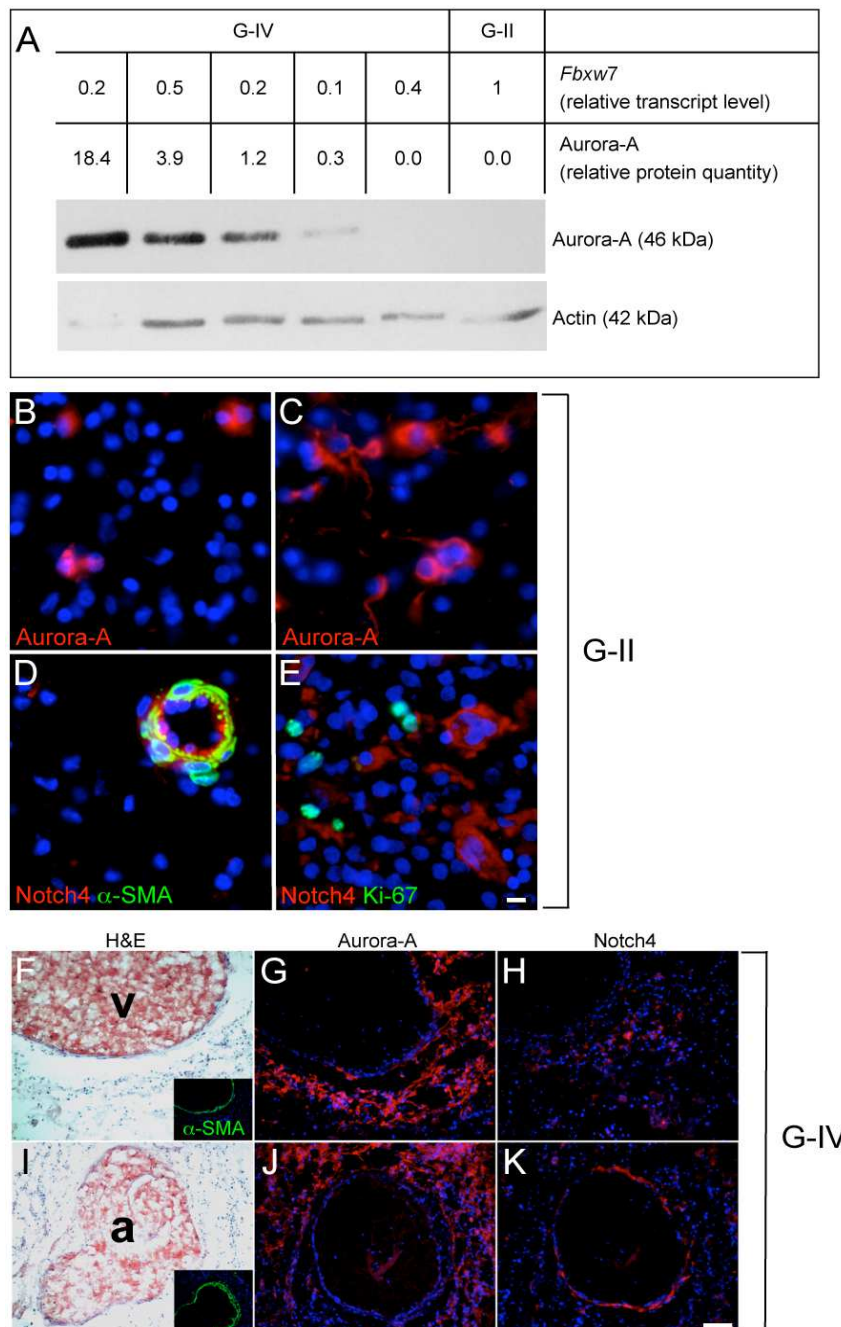 A
G-IV G-II
0.2 0.5 0.2 0.1 0.4 1 Fbxw7
(relative transcript level)
18.4 3.9 1.2 0.3 0.0 0.0 Aurora-A
(relative protein quantity)
Aurora-A (46 kDa)
Actin (42 kDa)
B C
Aurora-A Aurora-A
G-II
D E
Notch4 α-SMA Notch4 Ki-67
H&E Aurora-A Notch4
F G H
v
α-SMA
G-IV
I J K
a